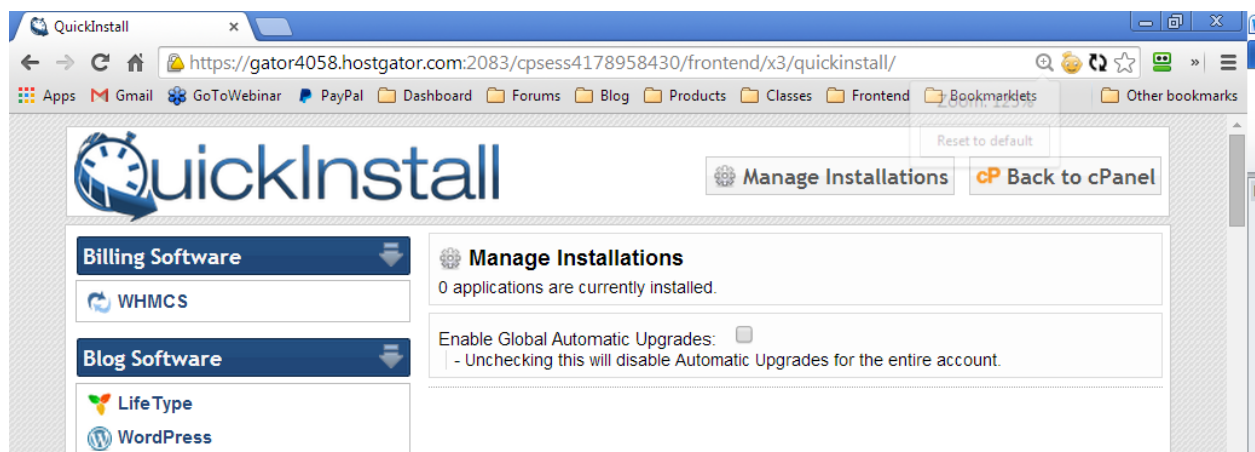 QuickInstall
https://gator4058.hostgator.com:2083/cpsess4178958430/frontend/x3/quickinstall/
Apps Gmail GoToWebinar PayPal Dashboard Forums Blog Products Classes Frontend Bookmarklets Other bookmarks
Zoom: 125%
Reset to default
QuickInstall
Manage Installations cP Back to cPanel
Billing Software
WHMCS
Blog Software
LifeType
WordPress
Manage Installations
0 applications are currently installed.
Enable Global Automatic Upgrades:
- Unchecking this will disable Automatic Upgrades for the entire account.